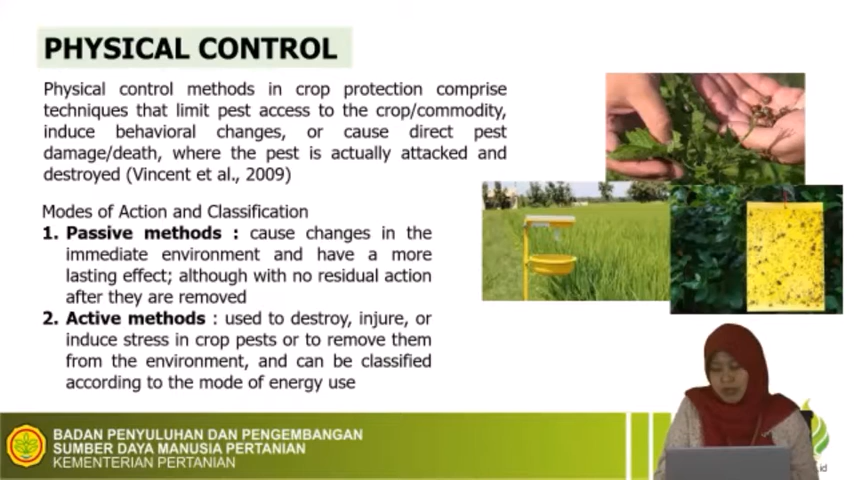 PHYSICAL CONTROL
Physical control methods in crop protection comprise
techniques that limit pest access to the crop/commodity,
induce behavioral changes, or cause direct pest
damage/death, where the pest is actually attacked and
destroyed (Vincent et al., 2009)
Modes of Action and Classification
1. Passive methods : cause changes in the
immediate environment and have a more
lasting effect; although with no residual action
after they are removed
2. Active methods : used to destroy, injure, or
induce stress in crop pests or to remove them
from the environment, and can be classified
according to the mode of energy use
BADAN PENYULUHAN DAN PENGEMBANGAN
SUMBER DAYA MANUSIA PERTANIAN
KEMENTERIAN PERTANIAN
.id